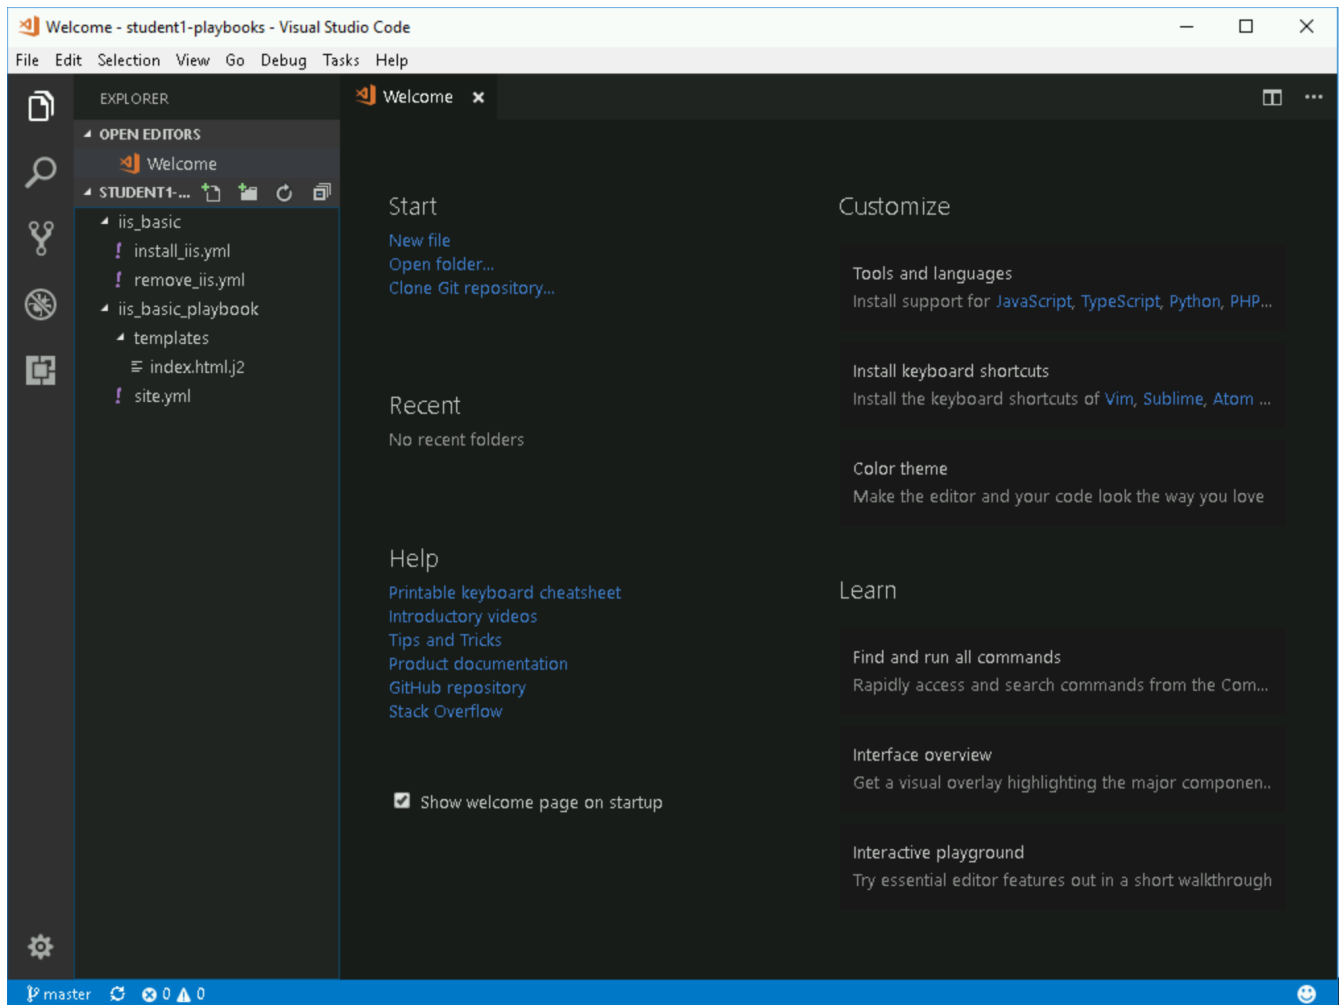 Welcome - student1-playbooks - Visual Studio Code
File Edit Selection View Go Debug Tasks Help
EXPLORER
OPEN EDITORS
Welcome
STUDENT1-...
iis_basic
install_iis.yml
remove_iis.yml
iis_basic_playbook
templates
index.html.j2
site.yml
Welcome
Start
New file
Open folder...
Clone Git repository...
Recent
No recent folders
Help
Printable keyboard cheatsheet
Introductory videos
Tips and Tricks
Product documentation
GitHub repository
Stack Overflow
Show welcome page on startup
Customize
Tools and languages
Install support for JavaScript, TypeScript, Python, PHP...
Install keyboard shortcuts
Install the keyboard shortcuts of Vim, Sublime, Atom ...
Color theme
Make the editor and your code look the way you love
Learn
Find and run all commands
Rapidly access and search commands from the Com...
Interface overview
Get a visual overlay highlighting the major componen..
Interactive playground
Try essential editor features out in a short walkthrough
master 0 0